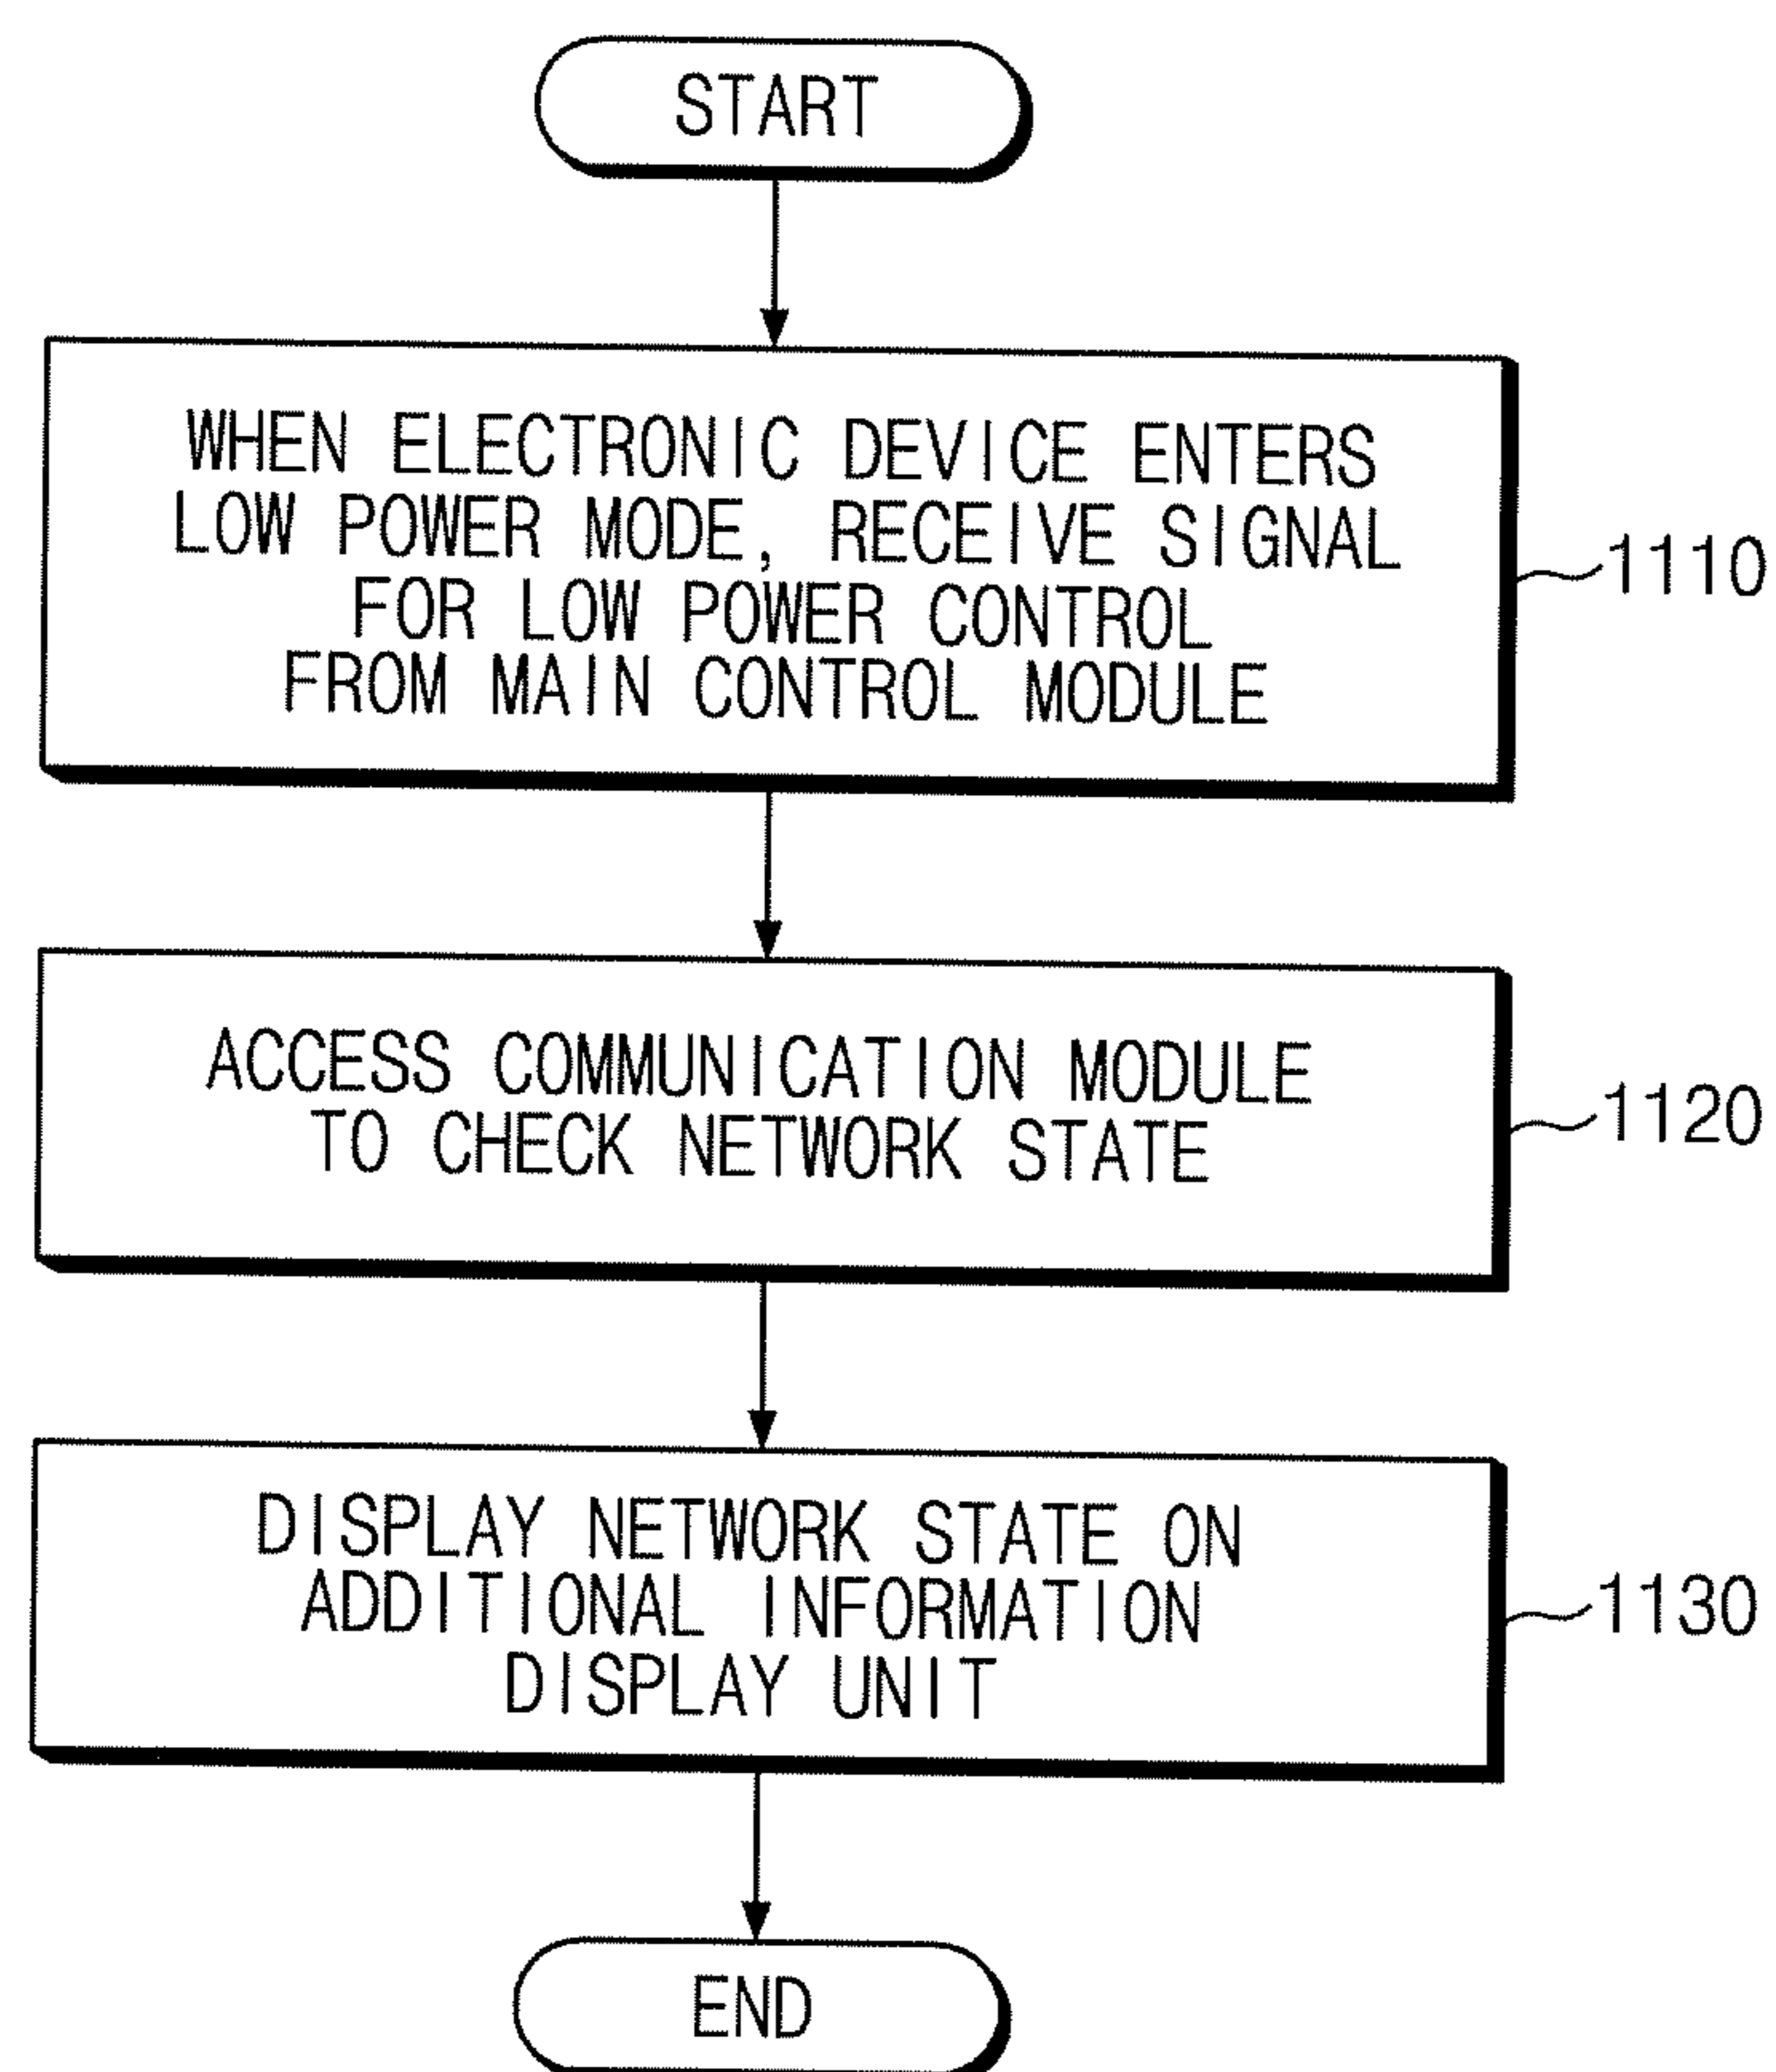 START
WHEN ELECTRONIC DEVICE ENTERS
LOW POWER MODE, RECEIVE SIGNAL
FOR LOW POWER CONTROL
FROM MAIN CONTROL MODULE
1110
ACCESS COMMUNICATION MODULE
TO CHECK NETWORK STATE
1120
DISPLAY NETWORK STATE ON
ADDITIONAL INFORMATION
DISPLAY UNIT
1130
END